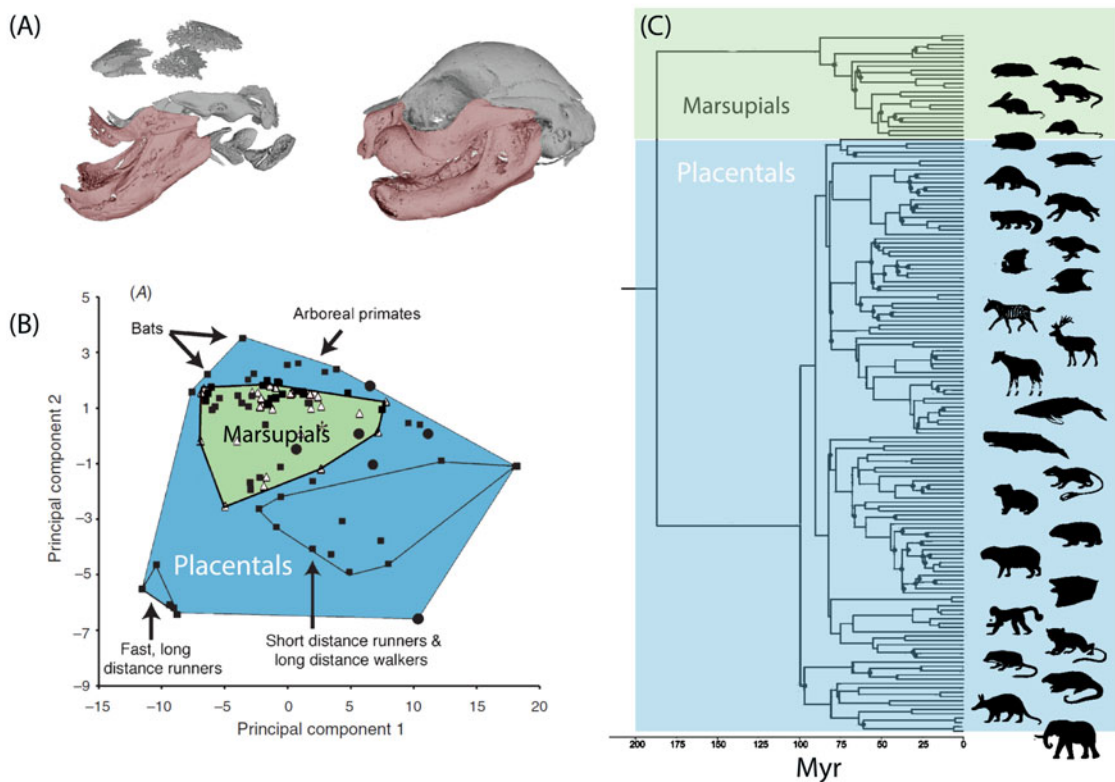 (A)
(B)
(A)
5
3
1
−1
−3
−5
−7
−9
Principal component 2
Bats
Arboreal primates
Marsupials
Placentals
Fast, long
distance runners
Short distance runners &
long distance walkers
−15
−10
−5
0
5
10
15
20
Principal component 1
(C)
Marsupials
Placentals
200
175
150
125
100
75
50
25
0
Myr